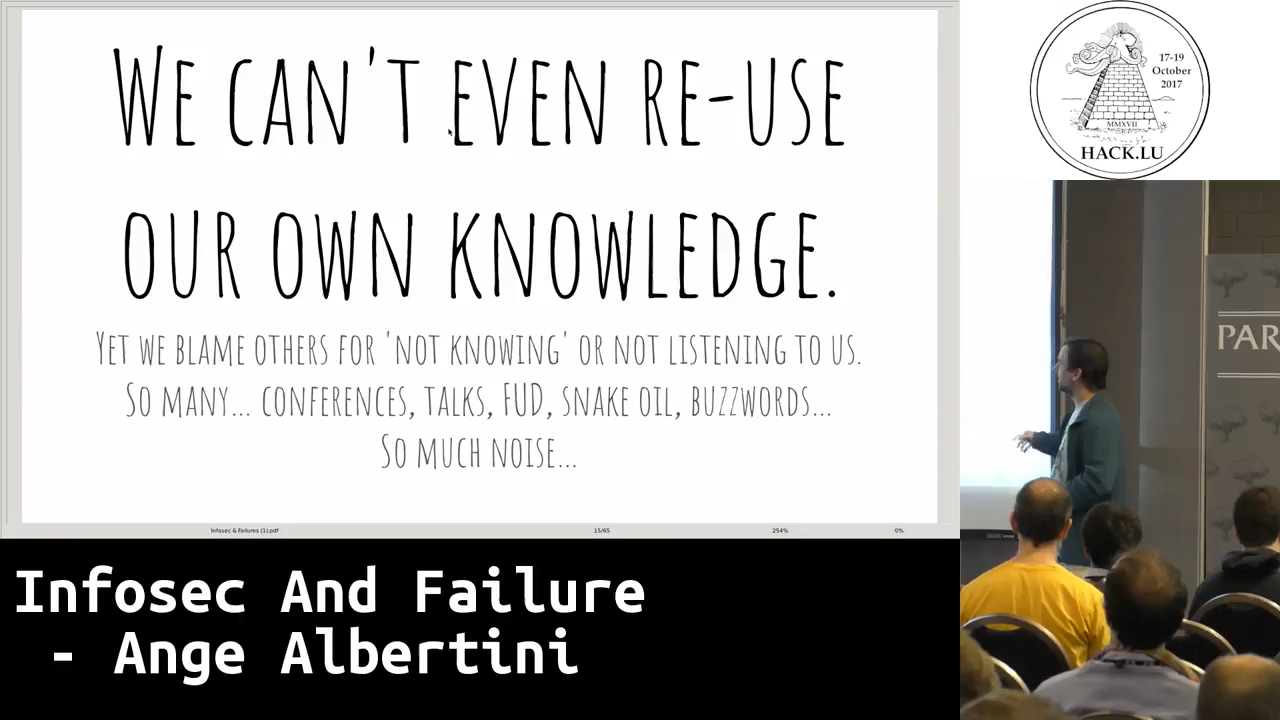 We can't even re-use
our own knowledge.
Yet we blame others for 'not knowing' or not listening to us.
So many... conferences, talks, FUD, snake oil, buzzwords...
So much noise...
Infosec & Failures (1).pdf
15/65
254%
0%
Infosec And Failure
- Ange Albertini
17-19
October
2017
MMXVII
HACK.LU
PAR